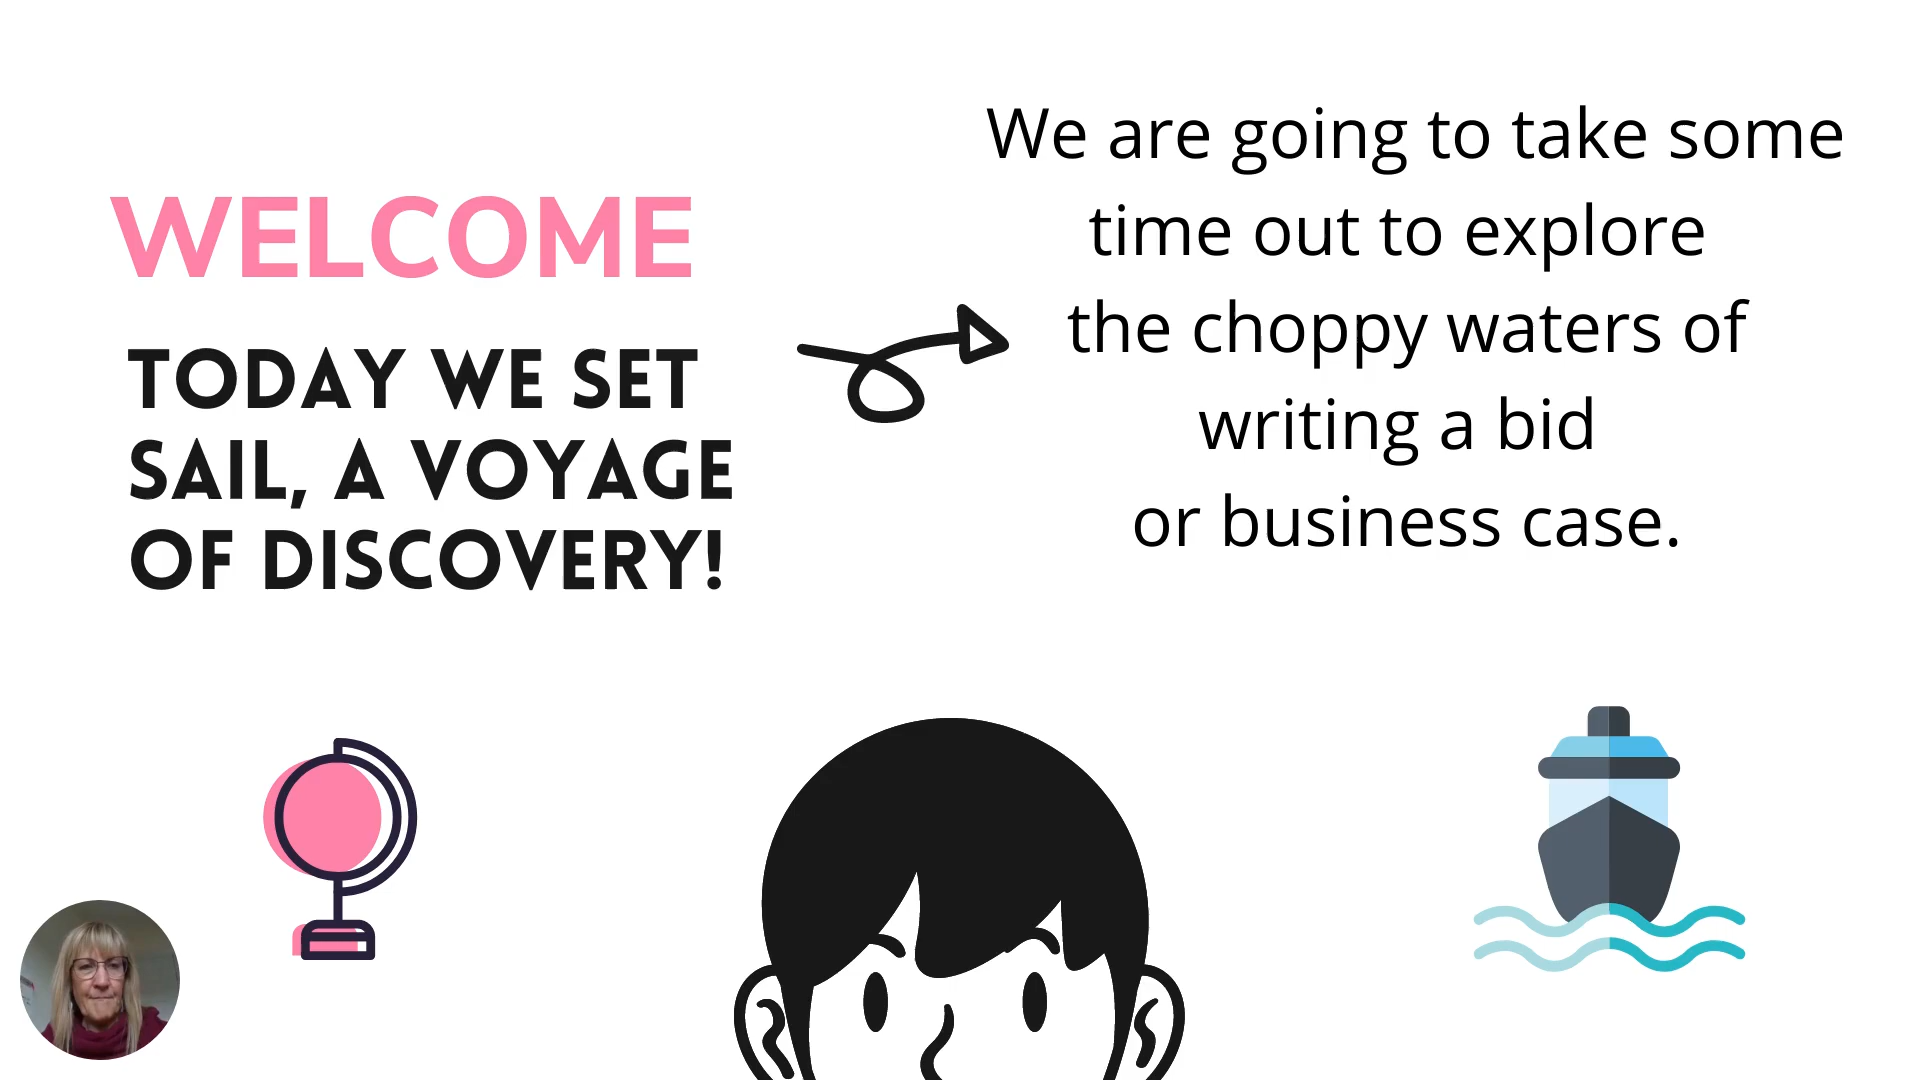 WELCOME
TODAY WE SET
SAIL, A VOYAGE
OF DISCOVERY!
We are going to take some
time out to explore
the choppy waters of
writing a bid
or business case.